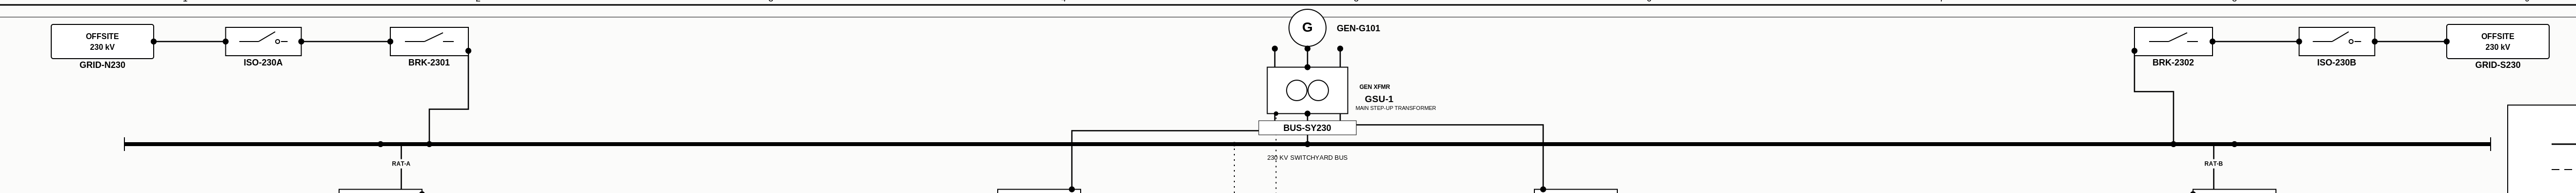 G
GEN-G101
OFFSITE
230 kV
GRID-N230
ISO-230A
BRK-2301
BRK-2302
ISO-230B
OFFSITE
230 kV
GRID-S230
GEN XFMR
GSU-1
MAIN STEP-UP TRANSFORMER
BUS-SY230
230 KV SWITCHYARD BUS
RAT-A
RAT-B